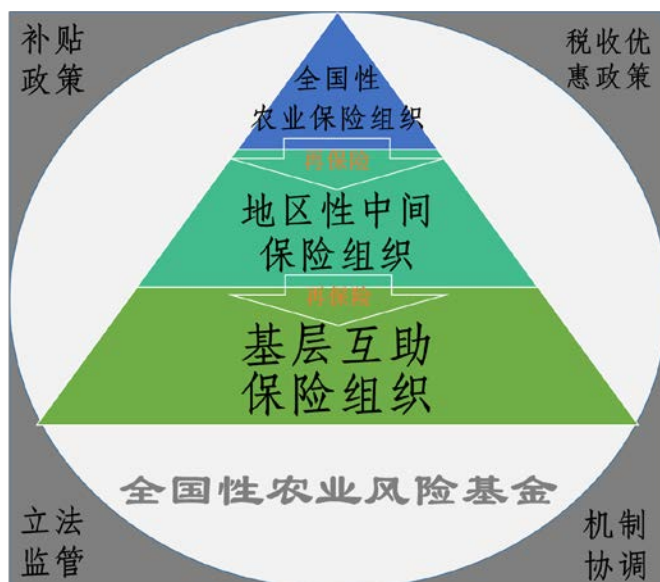 补贴
政策
税收优
惠政策
全国性
农业保险组织
再保险
地区性中间
保险组织
再保险
基层互助
保险组织
全国性农业风险基金
立法
监管
机制
协调